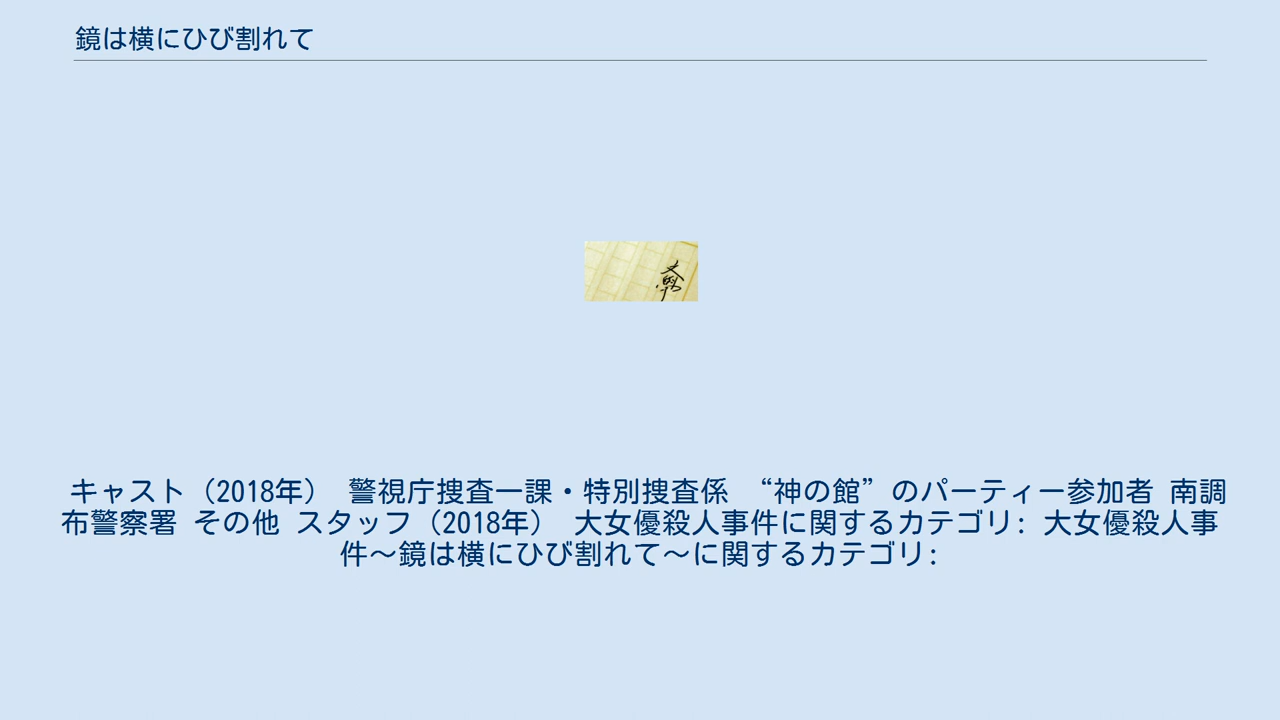 鏡は横にひび割れて
キャスト（2018年） 警視庁捜査一課・特別捜査係 “神の館”のパーティー参加者 南調
布警察署 その他 スタッフ（2018年） 大女優殺人事件に関するカテゴリ: 大女優殺人事
件〜鏡は横にひび割れて〜に関するカテゴリ: